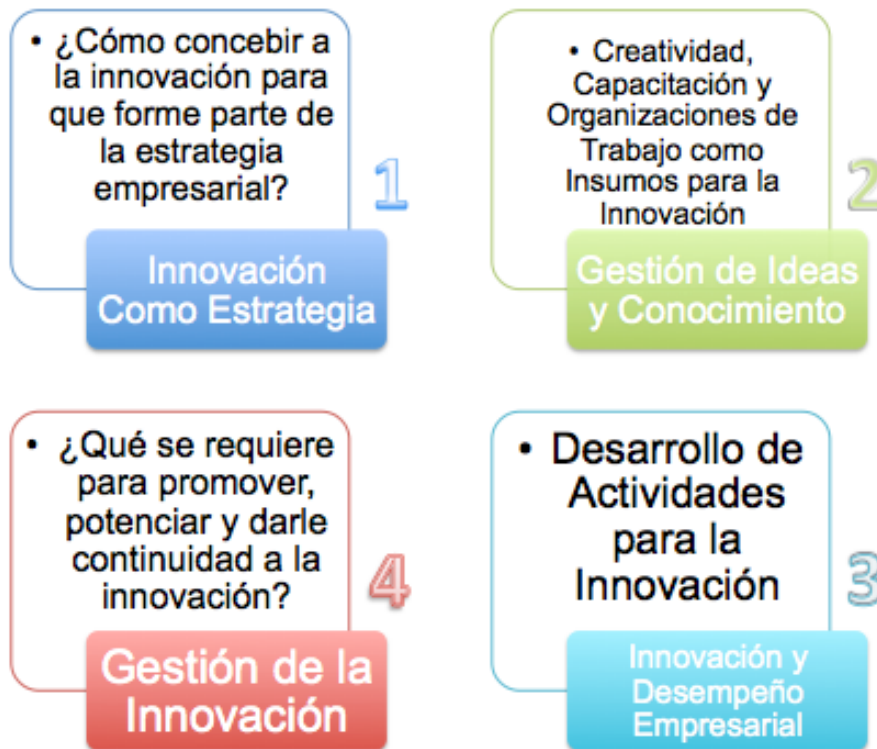 • ¿Cómo concebir a
la innovación para
que forme parte de
la estrategia
empresarial?
1
Innovación
Como Estrategia
• Creatividad,
Capacitación y
Organizaciones de
Trabajo como
Insumos para la
Innovación
2
Gestión de Ideas
y Conocimiento
• ¿Qué se requiere
para promover,
potenciar y darle
continuidad a la
innovación?
4
Gestión de la
Innovación
• Desarrollo de
Actividades
para la
Innovación
3
Innovación y
Desempeño
Empresarial